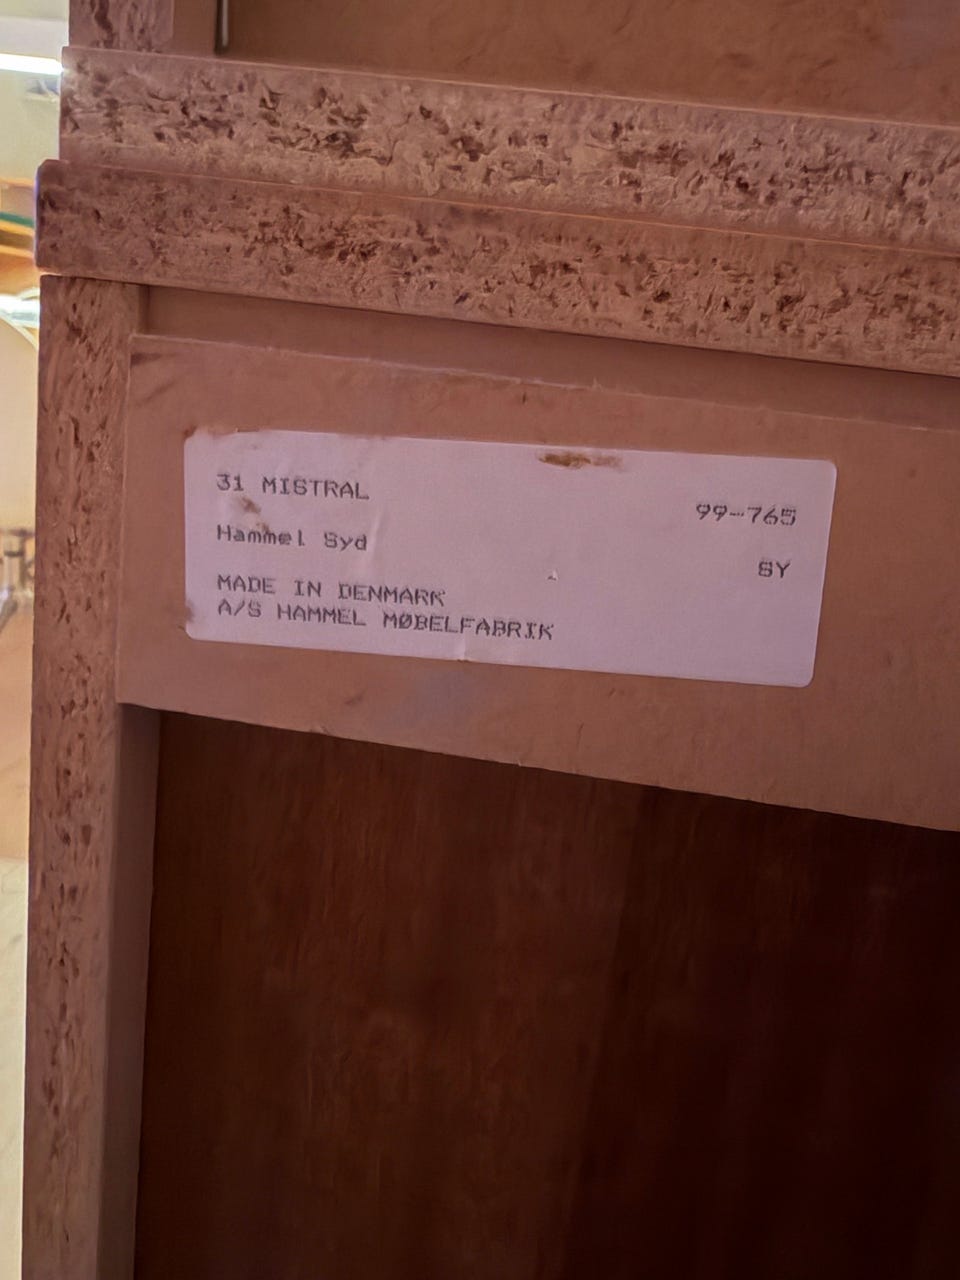 31 MISTRAL
99-765
Hammel Syd
SY
MADE IN DENMARK
A/S HAMMEL MØBELFABRIK